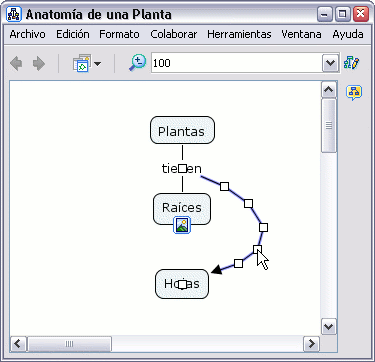 Anatomía de una Planta
Archivo Edición Formato Colaborar Herramientas Ventana Ayuda
100
Plantas
tienen
Raíces
Hojas